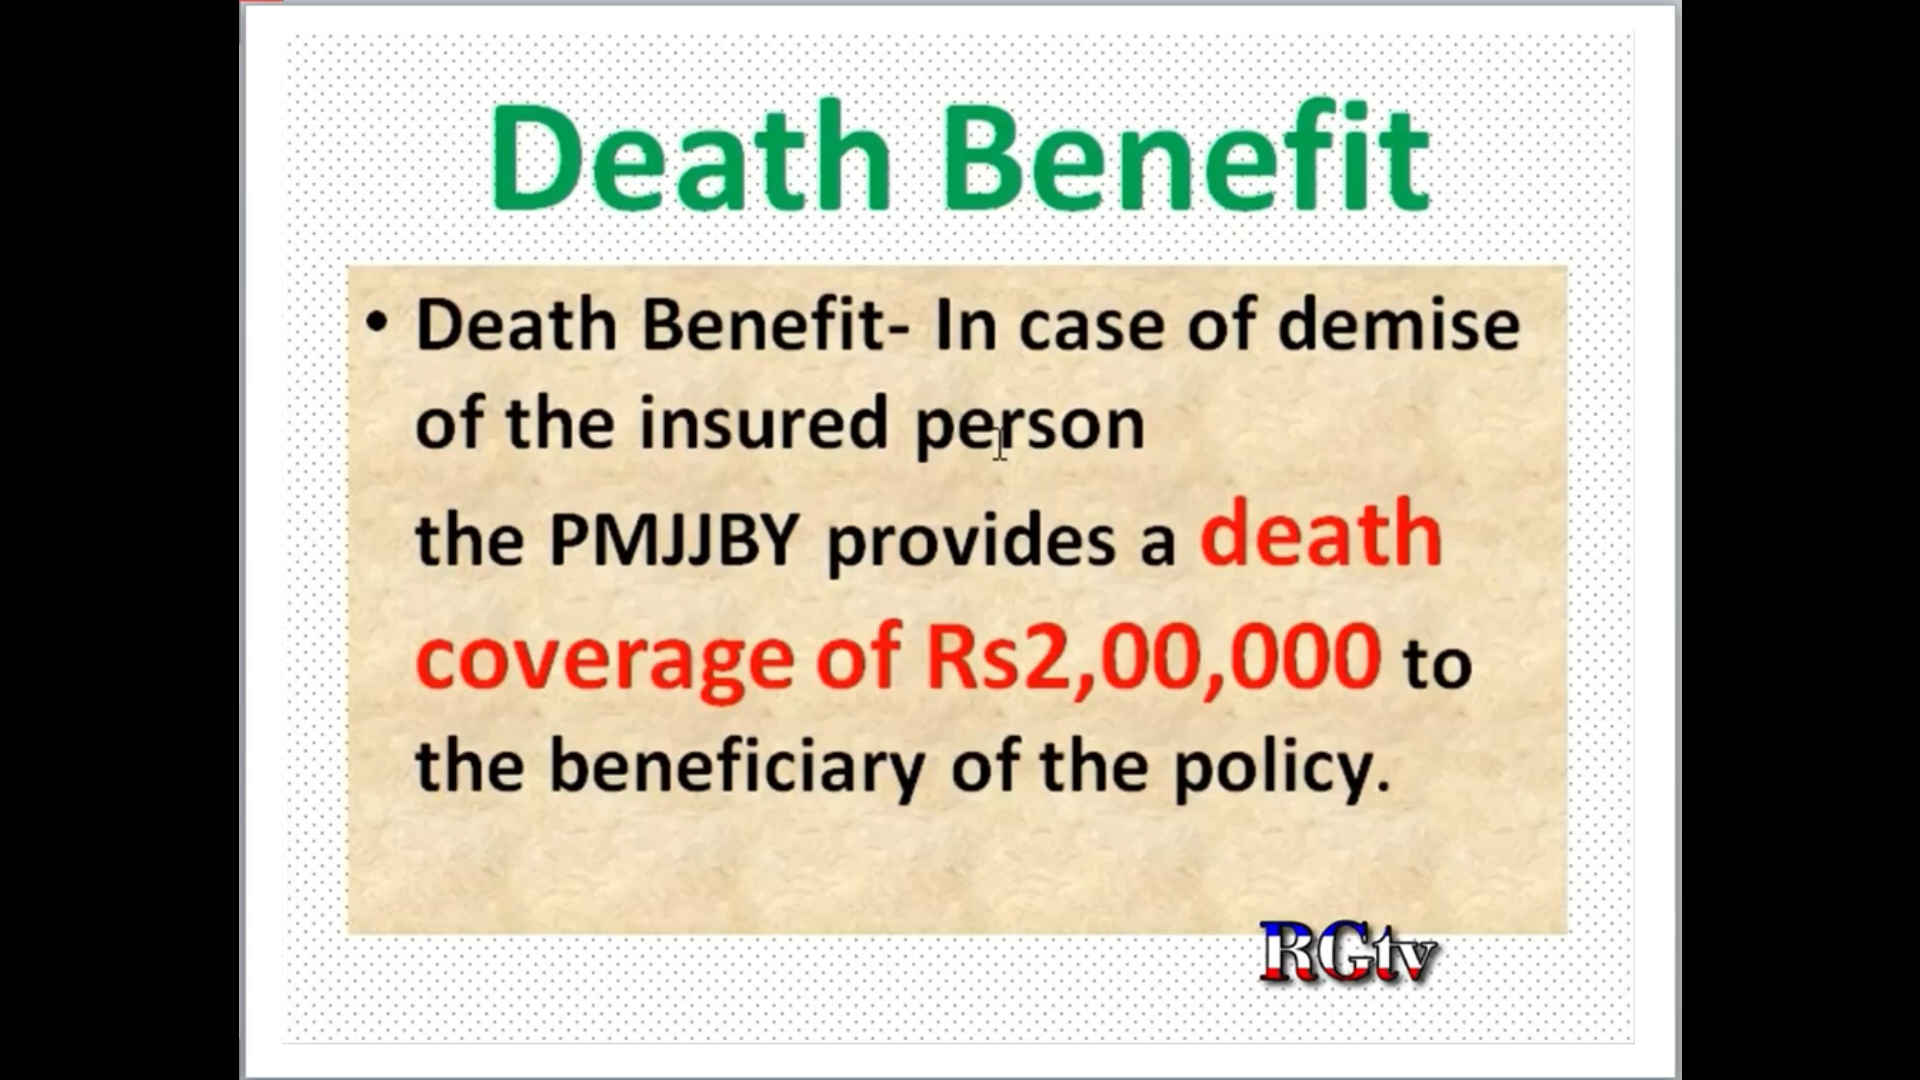 Death Benefit
• Death Benefit- In case of demise
of the insured person
the PMJJBY provides a death
coverage of Rs2,00,000 to
the beneficiary of the policy.
RGtv